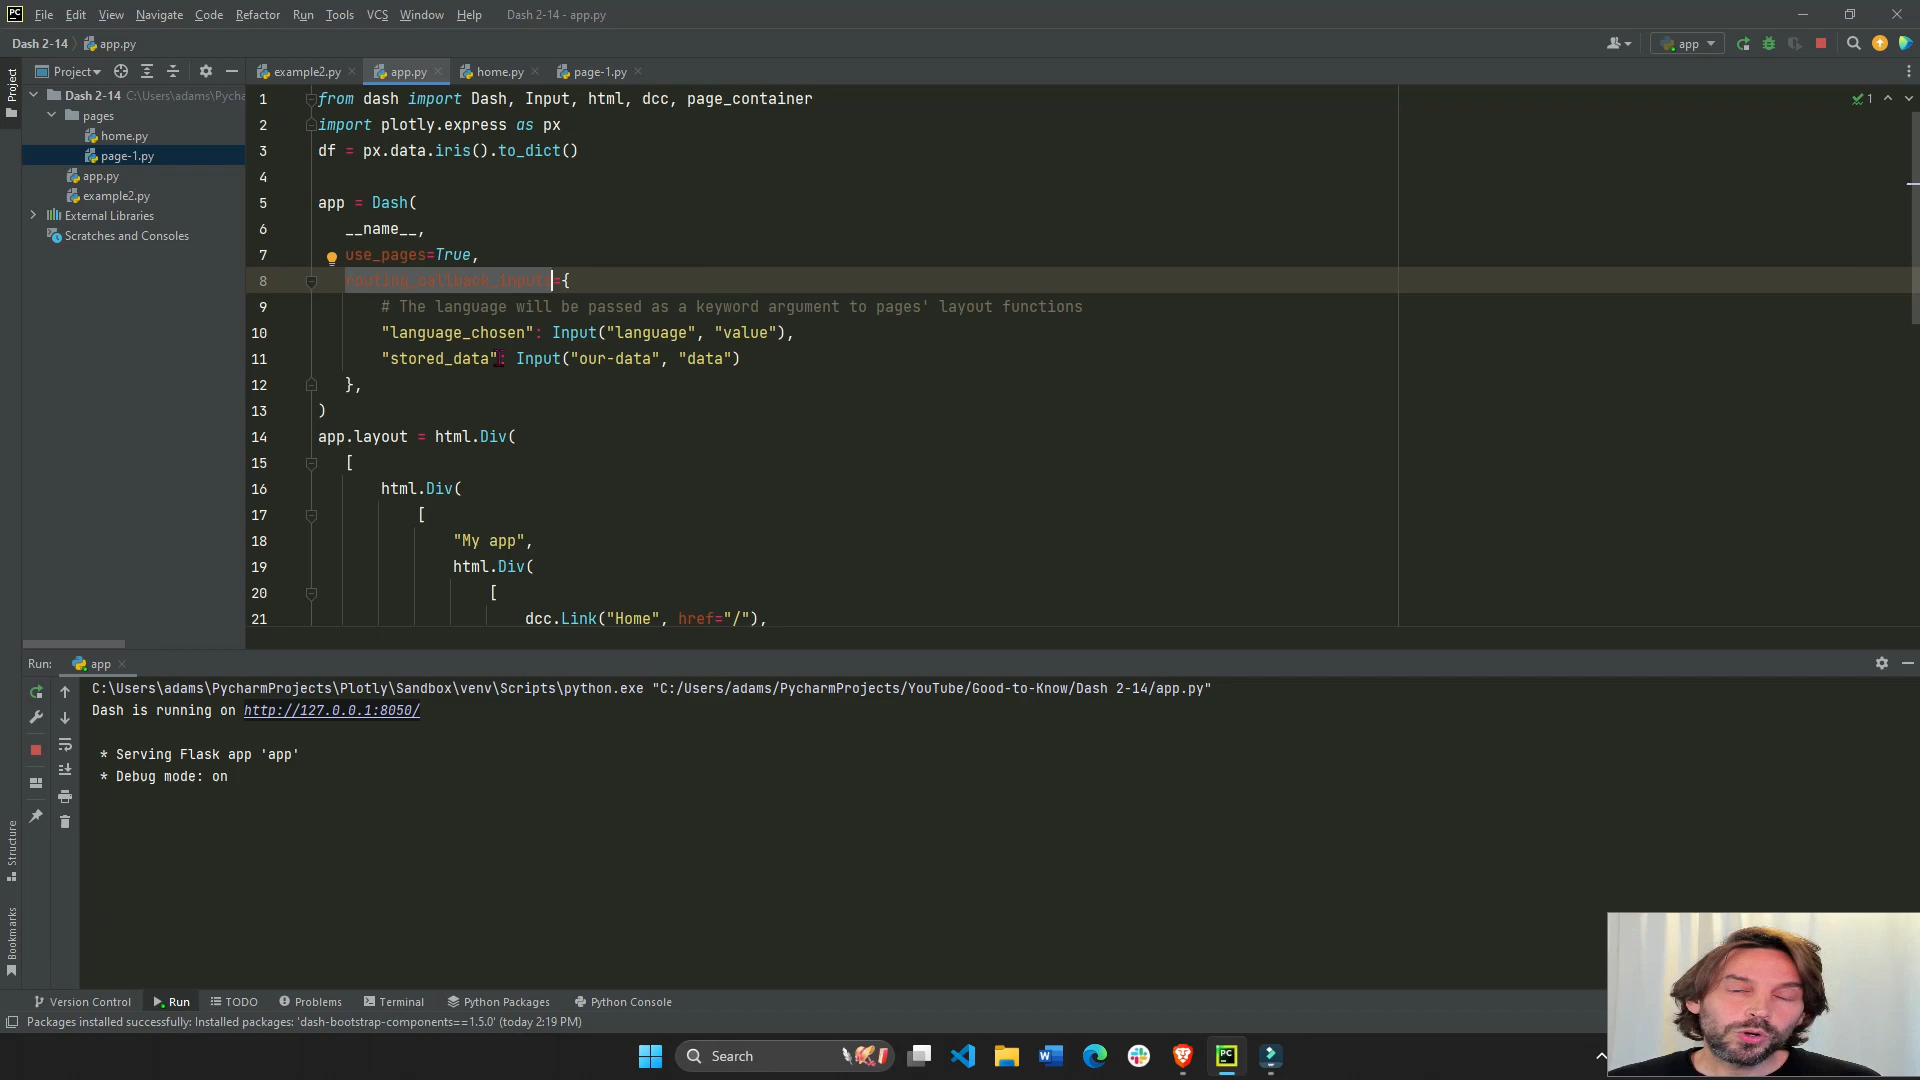 PC File Edit View Navigate Code Refactor Run Tools VCS Window Help Dash 2-14 - app.py
Dash 2-14 app.py app
Project
Project
example2.py app.py home.py page-1.py
Dash 2-14 C:\Users\adams\Pycha
pages
home.py
page-1.py
app.py
example2.py
External Libraries
Scratches and Consoles
1 from dash import Dash, Input, html, dcc, page_container
2 import plotly.express as px
3 df = px.data.iris().to_dict()
4
5 app = Dash(
6 __name__,
7 use_pages=True,
8 routing_callback_inputs={
9 # The language will be passed as a keyword argument to pages' layout functions
10 "language_chosen": Input("language", "value"),
11 "stored_data": Input("our-data", "data")
12 },
13 )
14 app.layout = html.Div(
15 [
16 html.Div(
17 [
18 "My app",
19 html.Div(
20 [
21 dcc.Link("Home", href="/"),
1
Run: app
C:\Users\adams\PycharmProjects\Plotly\Sandbox\venv\Scripts\python.exe "C:/Users/adams/PycharmProjects/YouTube/Good-to-Know/Dash 2-14/app.py"
Dash is running on http://127.0.0.1:8050/
* Serving Flask app 'app'
* Debug mode: on
Structure
Bookmarks
Version Control Run TODO Problems Terminal Python Packages Python Console
Packages installed successfully: Installed packages: 'dash-bootstrap-components==1.5.0' (today 2:19 PM)
Search PC